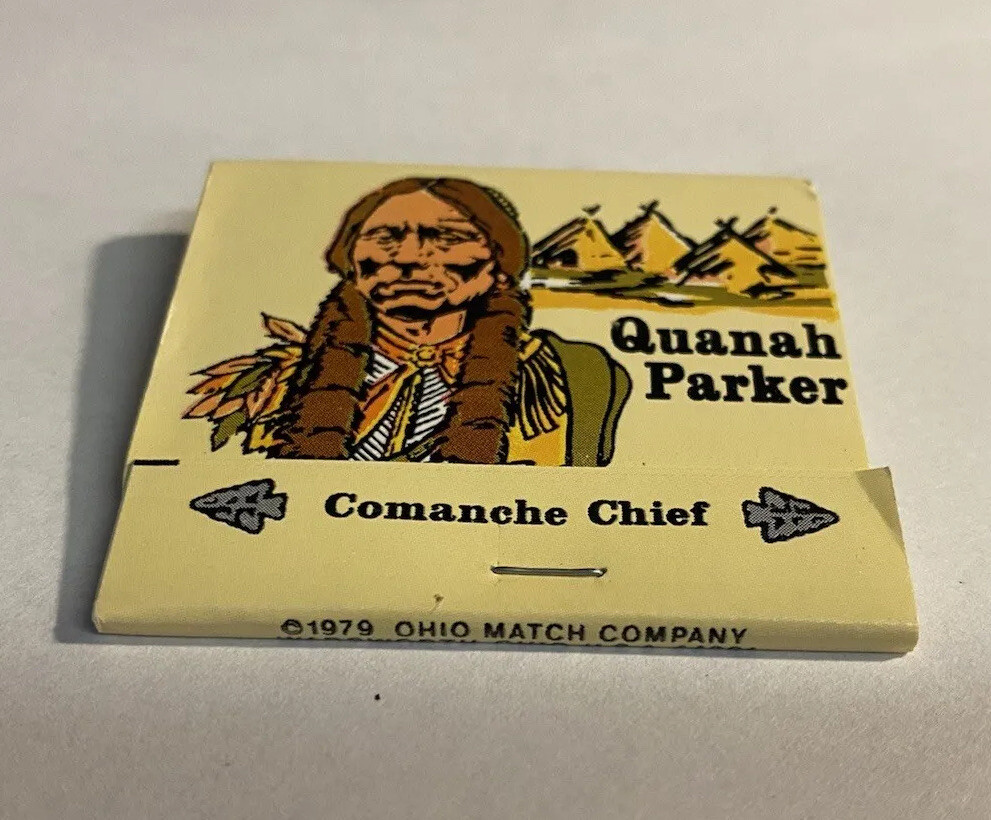 Quanah
Parker
Comanche Chief
©1979 OHIO MATCH COMPANY